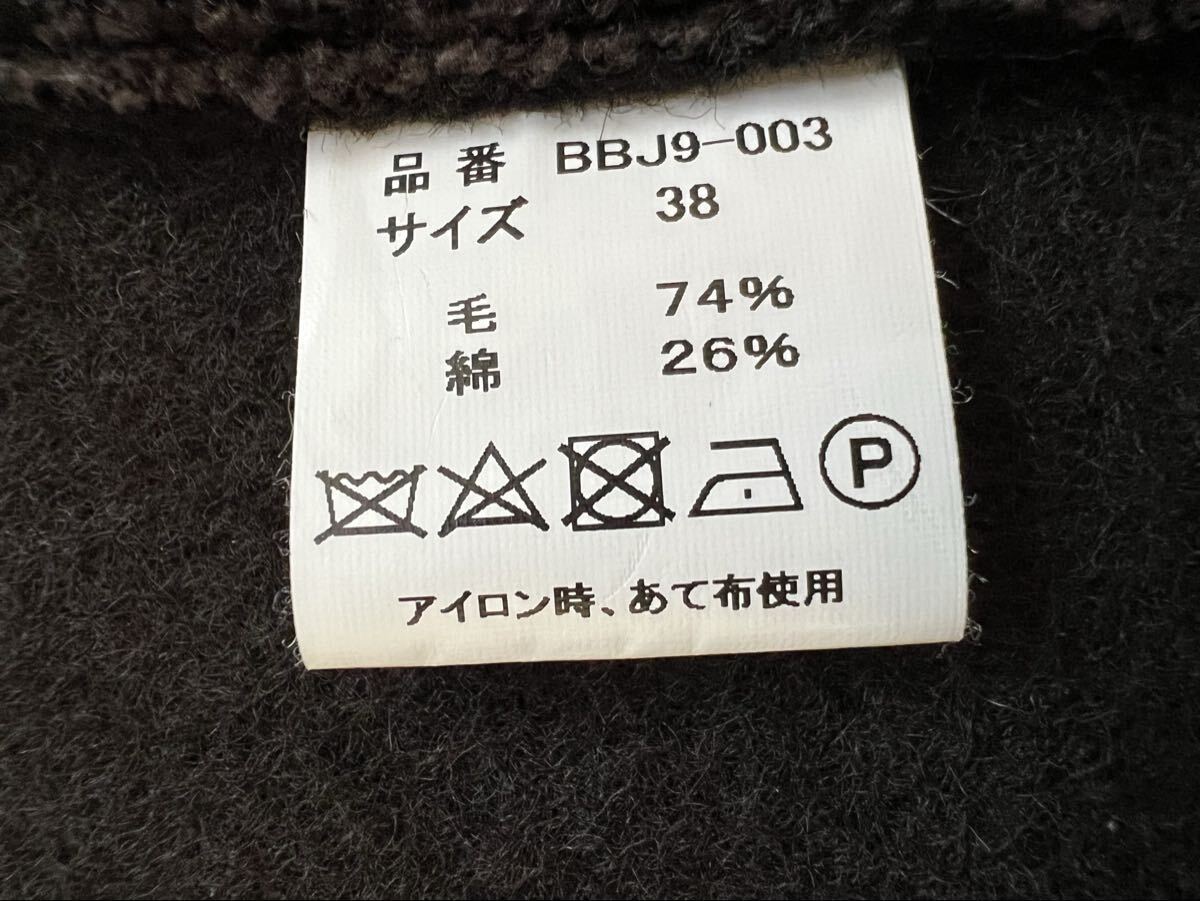 品番 BBJ9-003
サイズ 38
毛 74%
綿 26%
P
アイロン時、あて布使用